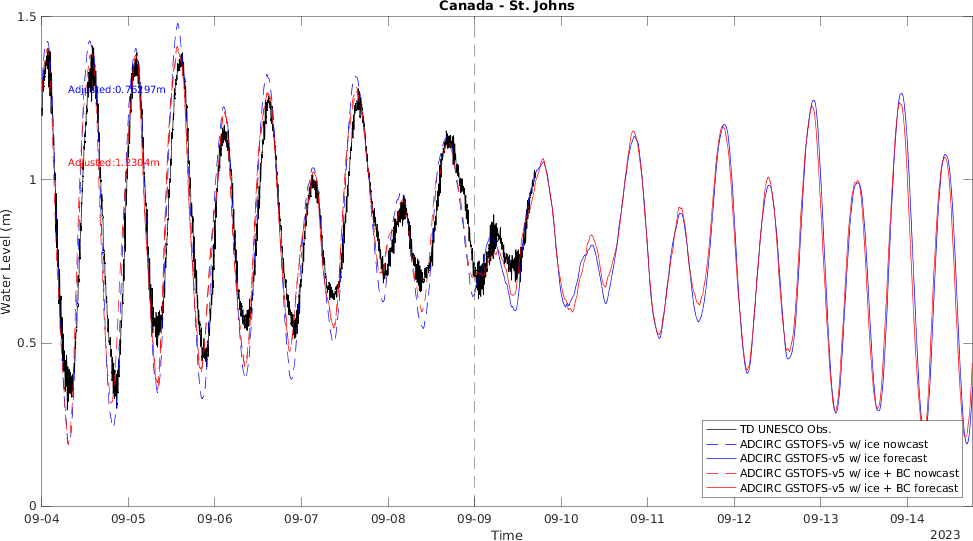 Canada - St. Johns
1.5
1
0.5
0
Water Level (m)
Adjusted:0.76297m
Adjusted:1.2304m
TD UNESCO Obs.
ADCIRC GSTOFS-v5 w/ ice nowcast
ADCIRC GSTOFS-v5 w/ ice forecast
ADCIRC GSTOFS-v5 w/ ice + BC nowcast
ADCIRC GSTOFS-v5 w/ ice + BC forecast
09-04 09-05 09-06 09-07 09-08 09-09 09-10 09-11 09-12 09-13 09-14
Time
2023